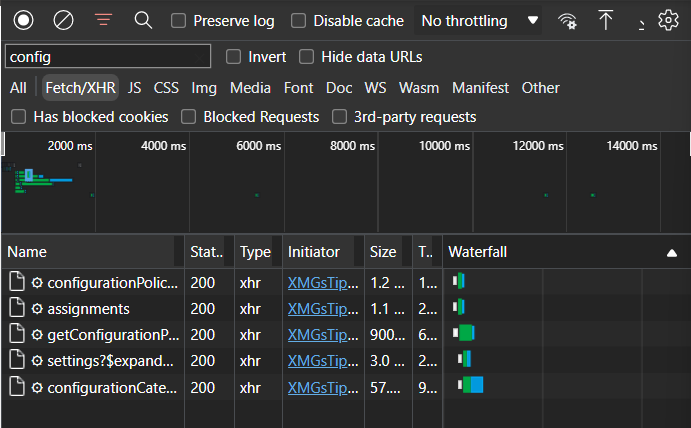 Preserve log Disable cache No throttling
config Invert Hide data URLs
All Fetch/XHR JS CSS Img Media Font Doc WS Wasm Manifest Other
Has blocked cookies Blocked Requests 3rd-party requests
2000 ms 4000 ms 6000 ms 8000 ms 10000 ms 12000 ms 14000 ms
Name Stat.. Type Initiator Size T.. Waterfall
configurationPolic... 200 xhr XMGsTip... 1.2 ... 1...
assignments 200 xhr XMGsTip... 1.1 ... 2...
getConfigurationP... 200 xhr XMGsTip... 900... 6...
settings?$expand... 200 xhr XMGsTip... 3.0 ... 2...
configurationCate... 200 xhr XMGsTip... 57.... 9...